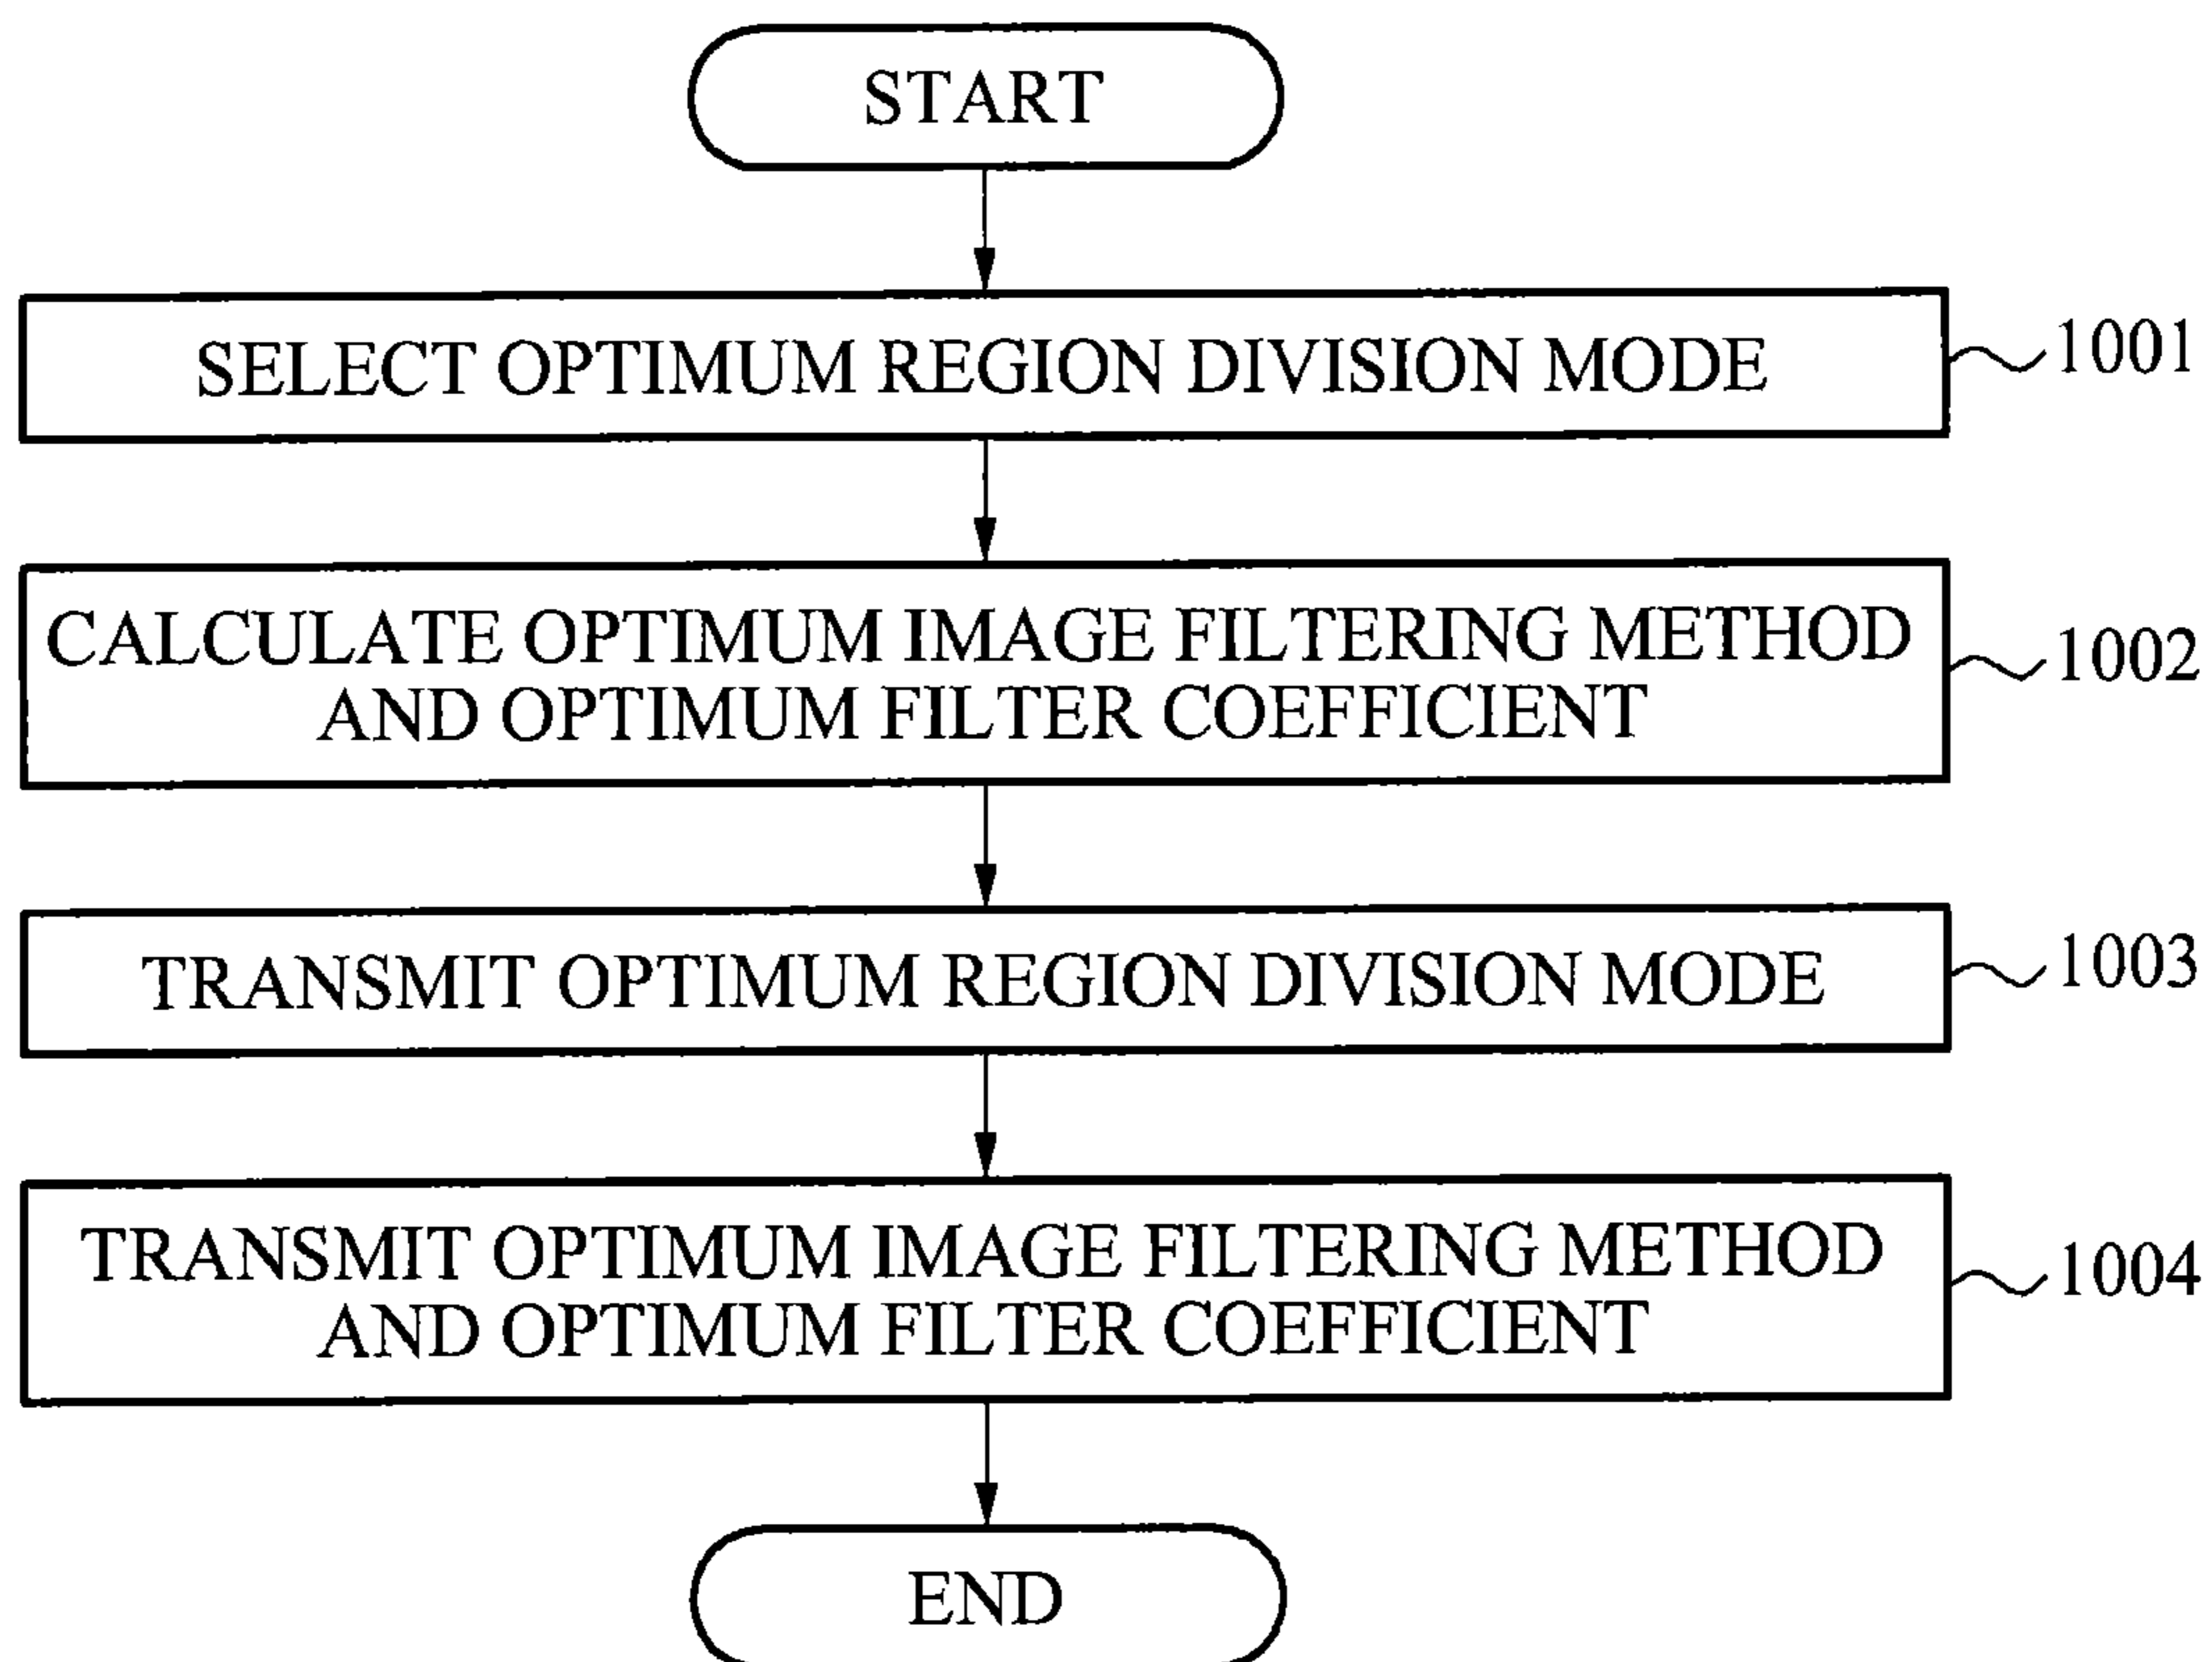 START
SELECT OPTIMUM REGION DIVISION MODE
1001
CALCULATE OPTIMUM IMAGE FILTERING METHOD
AND OPTIMUM FILTER COEFFICIENT
1002
TRANSMIT OPTIMUM REGION DIVISION MODE
1003
TRANSMIT OPTIMUM IMAGE FILTERING METHOD
AND OPTIMUM FILTER COEFFICIENT
1004
END